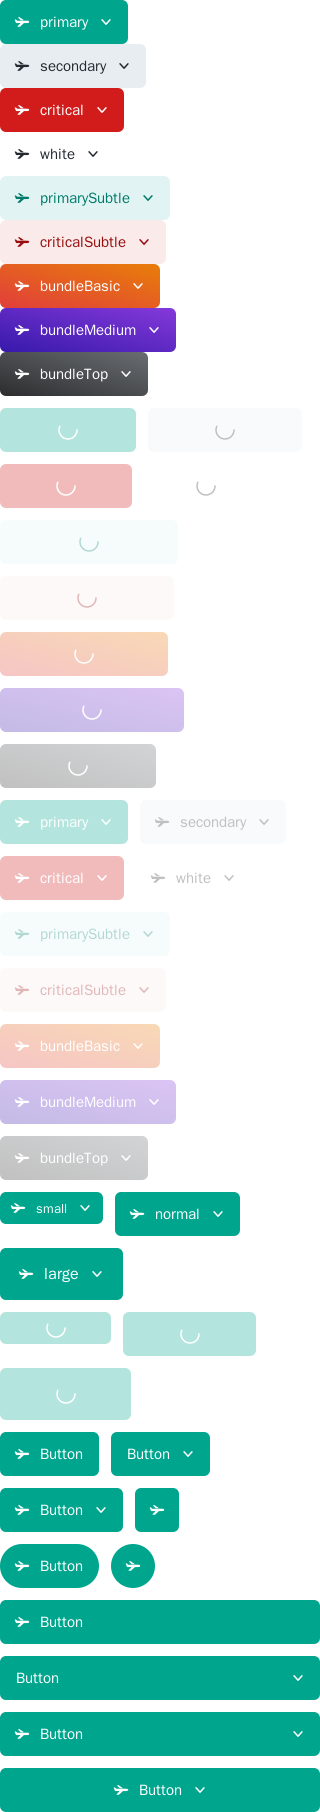 primary
secondary
critical
white
primarySubtle
criticalSubtle
bundleBasic
bundleMedium
bundleTop
primary secondary
critical white
primarySubtle
criticalSubtle
bundleBasic
bundleMedium
bundleTop
small normal
large
Button Button
Button
Button
Button
Button
Button
Button